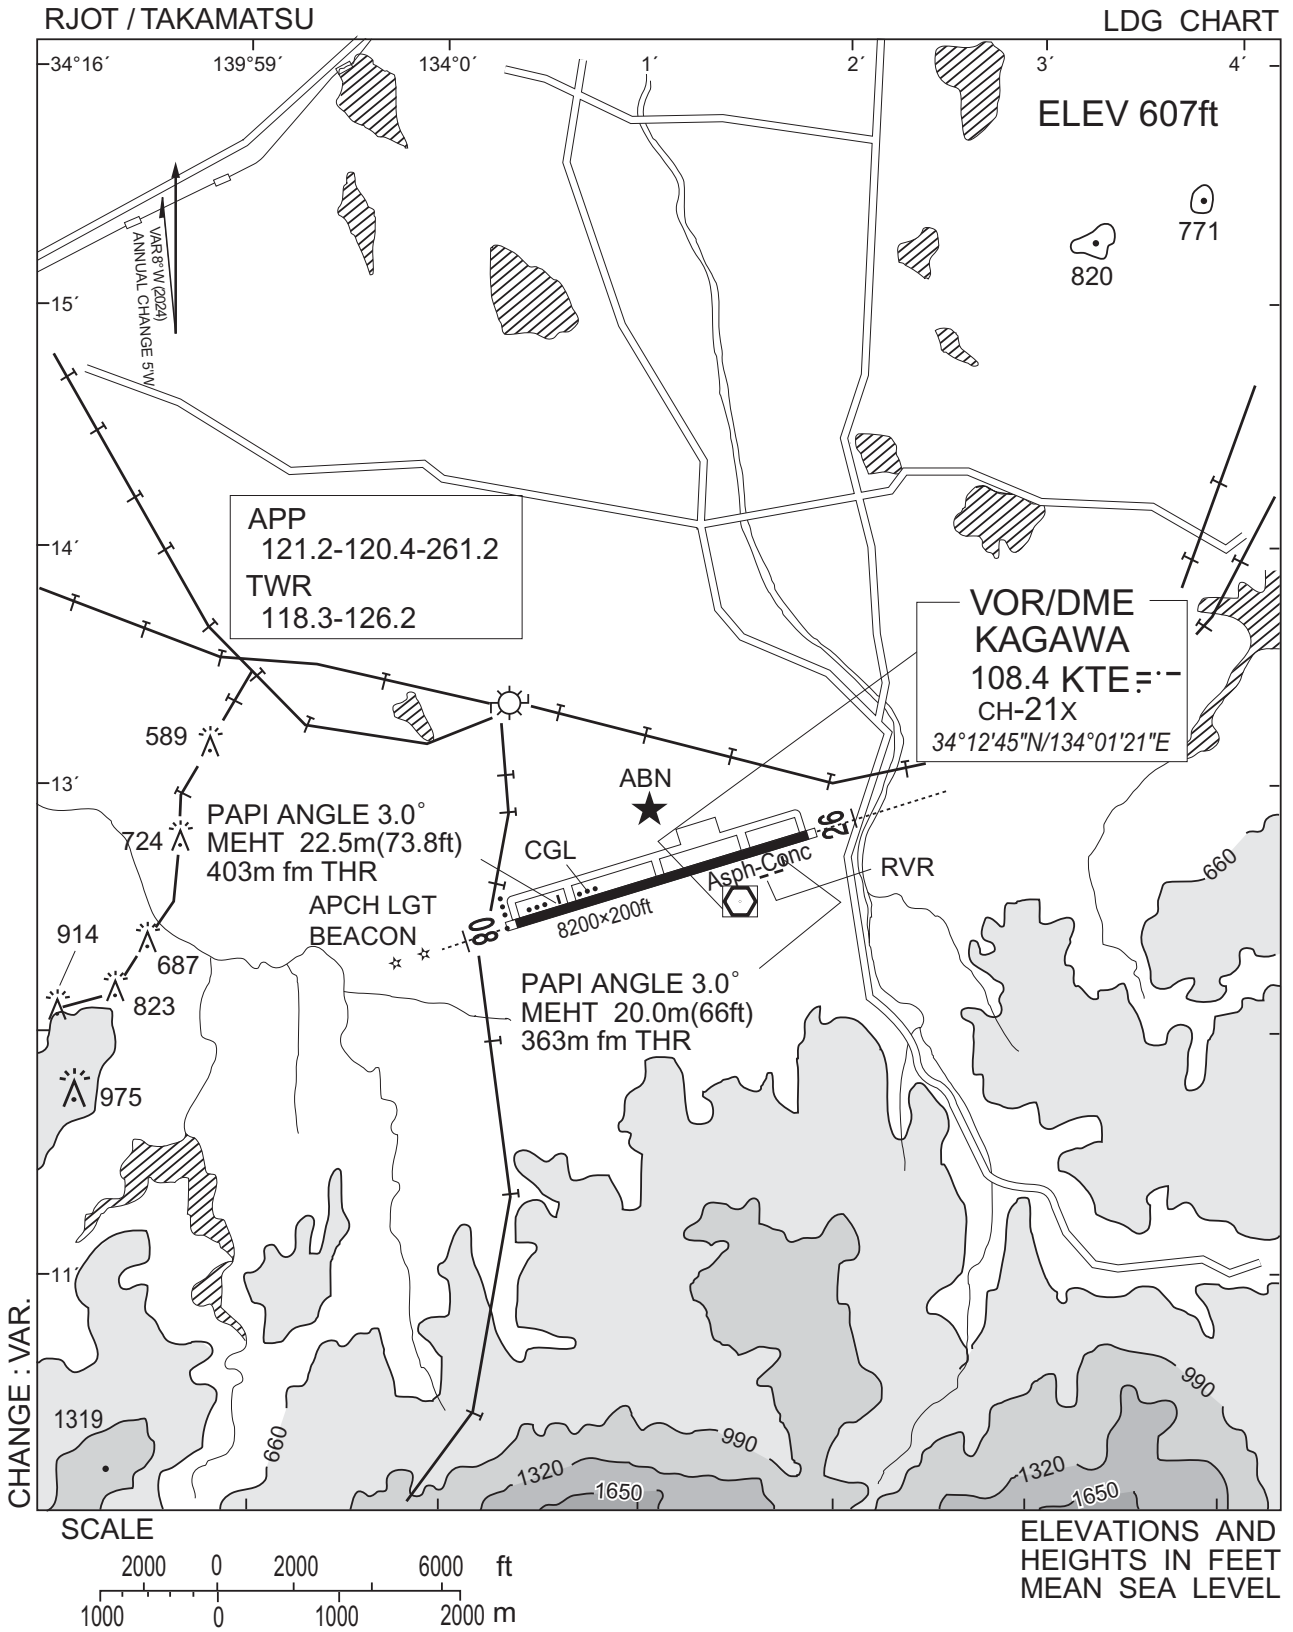 RJOT / TAKAMATSU
LDG CHART
34°16´
139°59´
134°0´
1´
2´
3´
4´
ELEV 607ft
771
820
VAR 8°W (2024)
ANNUAL CHANGE 5'W
15´
APP
121.2-120.4-261.2
TWR
118.3-126.2
14´
VOR/DME
KAGAWA
108.4 KTE
CH-21X
34°12'45"N/134°01'21"E
589
ABN
13´
PAPI ANGLE 3.0°
MEHT 22.5m(73.8ft)
403m fm THR
724
26
CGL
Asph-Conc
RVR
660
APCH LGT
BEACON
08
8200×200ft
914
687
823
PAPI ANGLE 3.0°
MEHT 20.0m(66ft)
363m fm THR
975
11´
CHANGE : VAR.
1319
660
990
990
1320
1650
1320
1650
SCALE
2000 0 2000 6000 ft
1000 0 1000 2000 m
ELEVATIONS AND
HEIGHTS IN FEET
MEAN SEA LEVEL